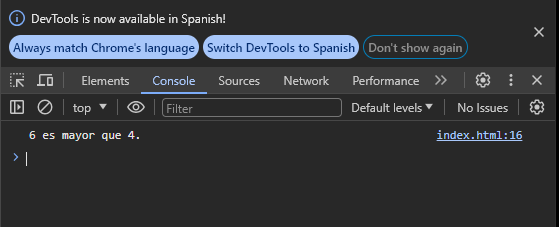 DevTools is now available in Spanish!
Always match Chrome's language Switch DevTools to Spanish Don't show again
Elements Console Sources Network Performance
top Filter Default levels No Issues
6 es mayor que 4. index.html:16